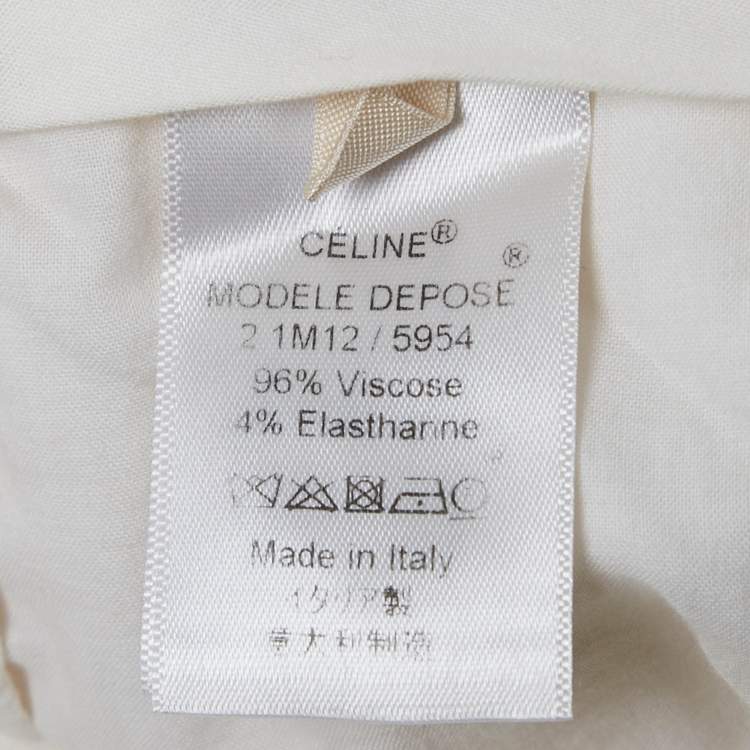 CÉLINE®
MODELE DEPOSE ®
2 1M12 / 5954
96% Viscose
4% Elasthanne
Made in Italy
イタリア製
意大利制造